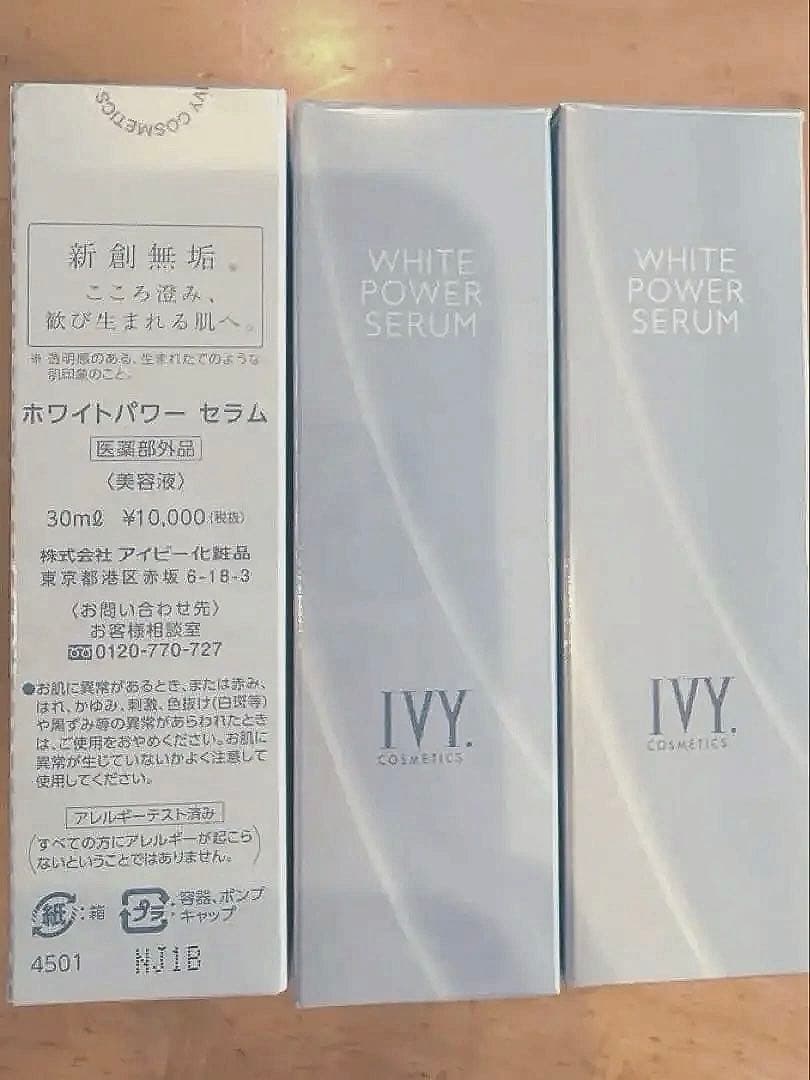 IVY COSMETICS
新創無垢。
こころ澄み、
歓び生まれる肌へ。
※透明感のある、生まれたてのような
肌印象のこと。
ホワイトパワー セラム
医薬部外品
〈美容液〉
30mℓ ¥10,000(税抜)
株式会社 アイビー化粧品
東京都港区赤坂 6-18-3
〈お問い合わせ先〉
お客様相談室
0120-770-727
●お肌に異常があるとき、または赤み、
はれ、かゆみ、刺激、色抜け(白斑等)
や黒ずみ等の異常があらわれたとき
は、ご使用をおやめください。お肌に
異常が生じていないかよく注意して
使用してください。
アレルギーテスト済み
(すべての方にアレルギーが起こら
ないということではありません。)
紙:箱
プラ:容器、ポンプ
キャップ
4501 NJ1B
WHITE
POWER
SERUM
IVY.
COSMETICS
WHITE
POWER
SERUM
IVY.
COSMETICS